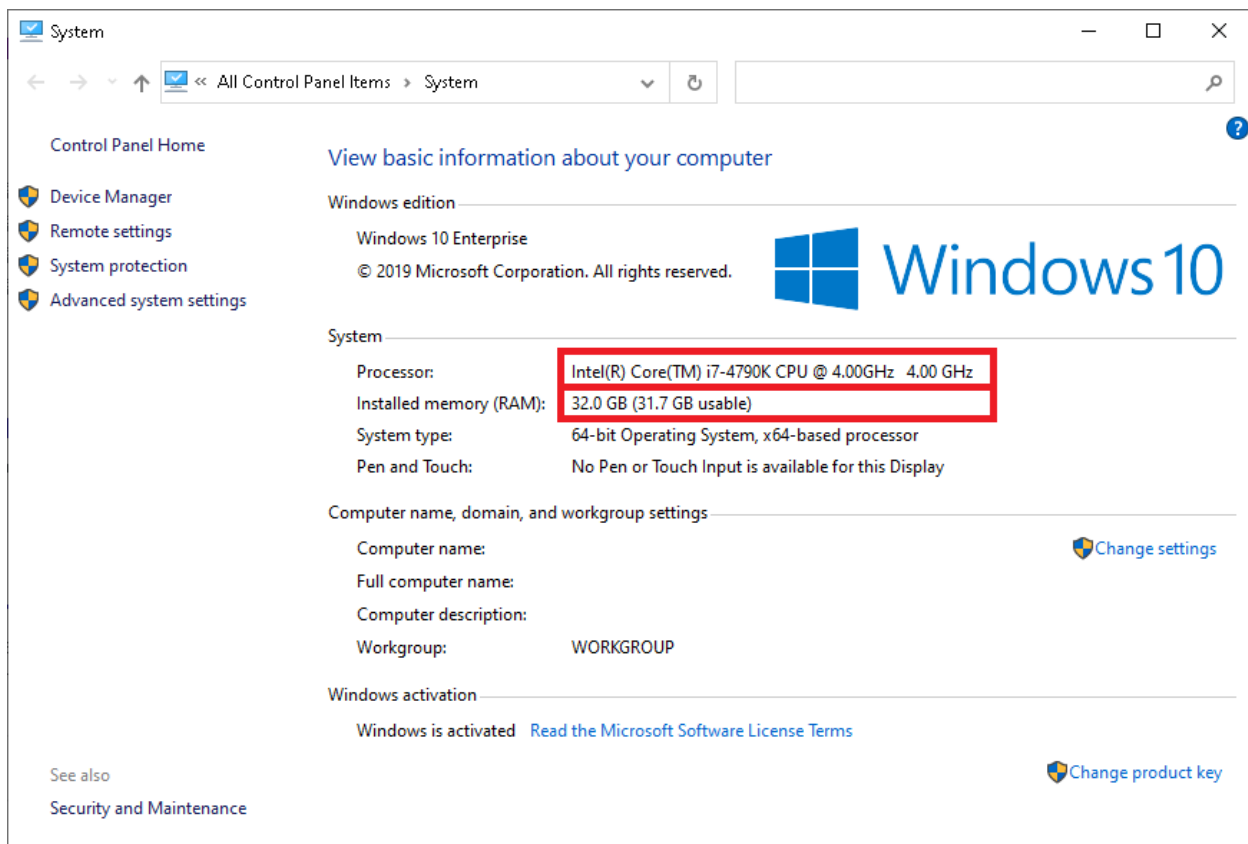 System
« All Control Panel Items › System
?
Control Panel Home
Device Manager
Remote settings
System protection
Advanced system settings
View basic information about your computer
Windows edition
Windows 10 Enterprise
© 2019 Microsoft Corporation. All rights reserved.
Windows 10
System
Processor: Intel(R) Core(TM) i7-4790K CPU @ 4.00GHz 4.00 GHz
Installed memory (RAM): 32.0 GB (31.7 GB usable)
System type: 64-bit Operating System, x64-based processor
Pen and Touch: No Pen or Touch Input is available for this Display
Computer name, domain, and workgroup settings
Computer name: Change settings
Full computer name:
Computer description:
Workgroup: WORKGROUP
Windows activation
Windows is activated Read the Microsoft Software License Terms
Change product key
See also
Security and Maintenance